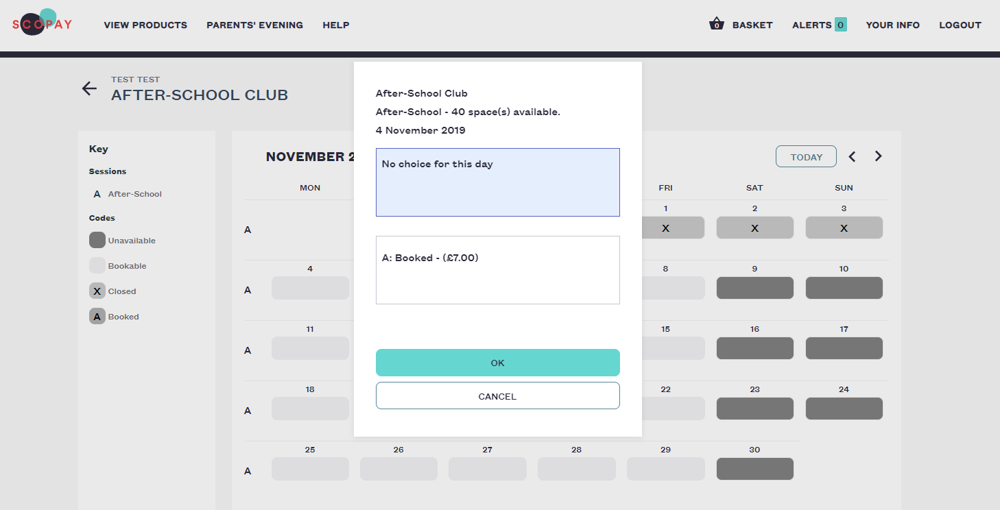 SCOPAY
VIEW PRODUCTS
PARENTS' EVENING
HELP
0
BASKET
ALERTS 0
YOUR INFO
LOGOUT
TEST TEST
AFTER-SCHOOL CLUB
Key
Sessions
A After-School
Codes
Unavailable
Bookable
X Closed
A Booked
After-School Club
After-School - 40 space(s) available.
4 November 2019
No choice for this day
A: Booked - (£7.00)
OK
CANCEL
NOVEMBER 2
TODAY
MON FRI SAT SUN
1 2 3
A X X X
4 8 9 10
A
11 15 16 17
A
18 22 23 24
A
25 26 27 28 29 30
A